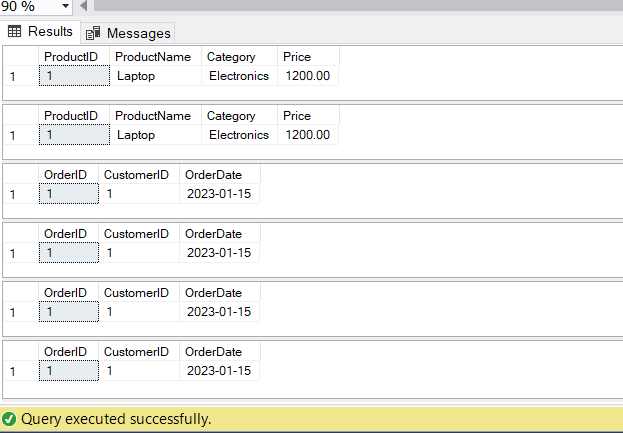 90 %
Results Messages
ProductID ProductName Category Price
1 1 Laptop Electronics 1200.00
ProductID ProductName Category Price
1 1 Laptop Electronics 1200.00
OrderID CustomerID OrderDate
1 1 1 2023-01-15
OrderID CustomerID OrderDate
1 1 1 2023-01-15
OrderID CustomerID OrderDate
1 1 1 2023-01-15
OrderID CustomerID OrderDate
1 1 1 2023-01-15
Query executed successfully.